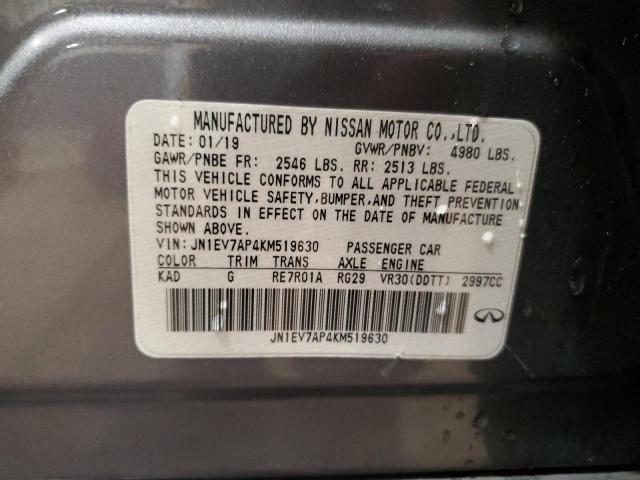 MANUFACTURED BY NISSAN MOTOR CO.,LTD.
DATE: 01/19 GVWR/PNBV: 4980 LBS.
GAWR/PNBE FR: 2546 LBS. RR: 2513 LBS.
THIS VEHICLE CONFORMS TO ALL APPLICABLE FEDERAL
MOTOR VEHICLE SAFETY,BUMPER,AND THEFT PREVENTION
STANDARDS IN EFFECT ON THE DATE OF MANUFACTURE
SHOWN ABOVE.
VIN: JN1EV7AP4KM519630 PASSENGER CAR
COLOR TRIM TRANS AXLE ENGINE
KAD G RE7R01A RG29 VR30(DDTT) 2997CC
JN1EV7AP4KM519630